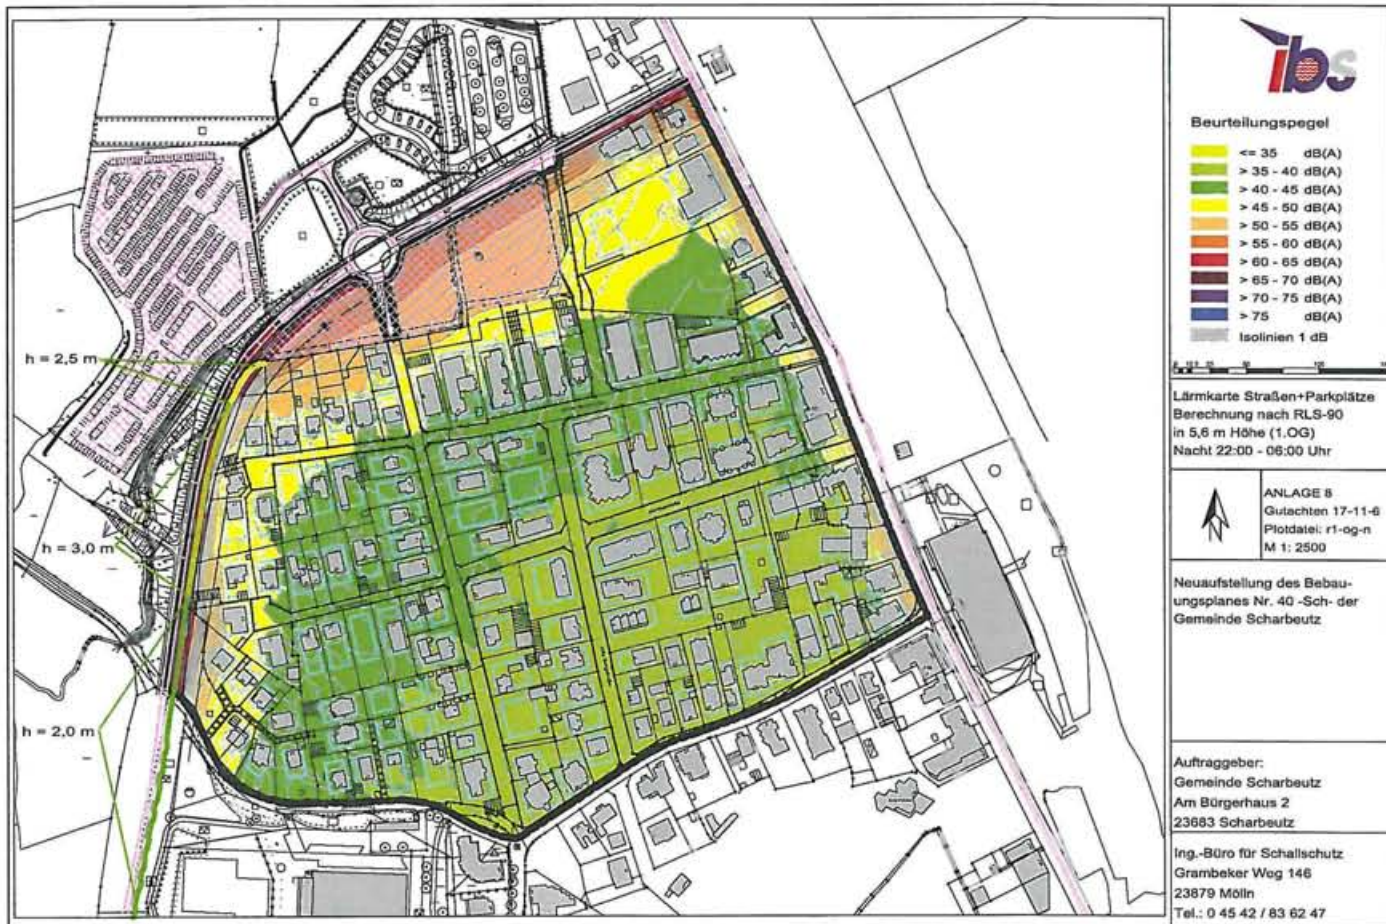 h = 2,5 m
h = 3,0 m
h = 2,0 m
ibs
Beurteilungspegel
<= 35 dB(A)
> 35 - 40 dB(A)
> 40 - 45 dB(A)
> 45 - 50 dB(A)
> 50 - 55 dB(A)
> 55 - 60 dB(A)
> 60 - 65 dB(A)
> 65 - 70 dB(A)
> 70 - 75 dB(A)
> 75 dB(A)
Isolinien 1 dB
Lärmkarte Straßen+Parkplätze
Berechnung nach RLS-90
in 5,6 m Höhe (1.OG)
Nacht 22:00 - 06:00 Uhr
ANLAGE 8
Gutachten 17-11-6
Plotdatei: r1-og-n
M 1: 2500
Neuaufstellung des Bebau-
ungsplanes Nr. 40 -Sch- der
Gemeinde Scharbeutz
Auftraggeber:
Gemeinde Scharbeutz
Am Bürgerhaus 2
23683 Scharbeutz
Ing.-Büro für Schallschutz
Grambeker Weg 146
23879 Mölln
Tel.: 0 45 42 / 83 62 47